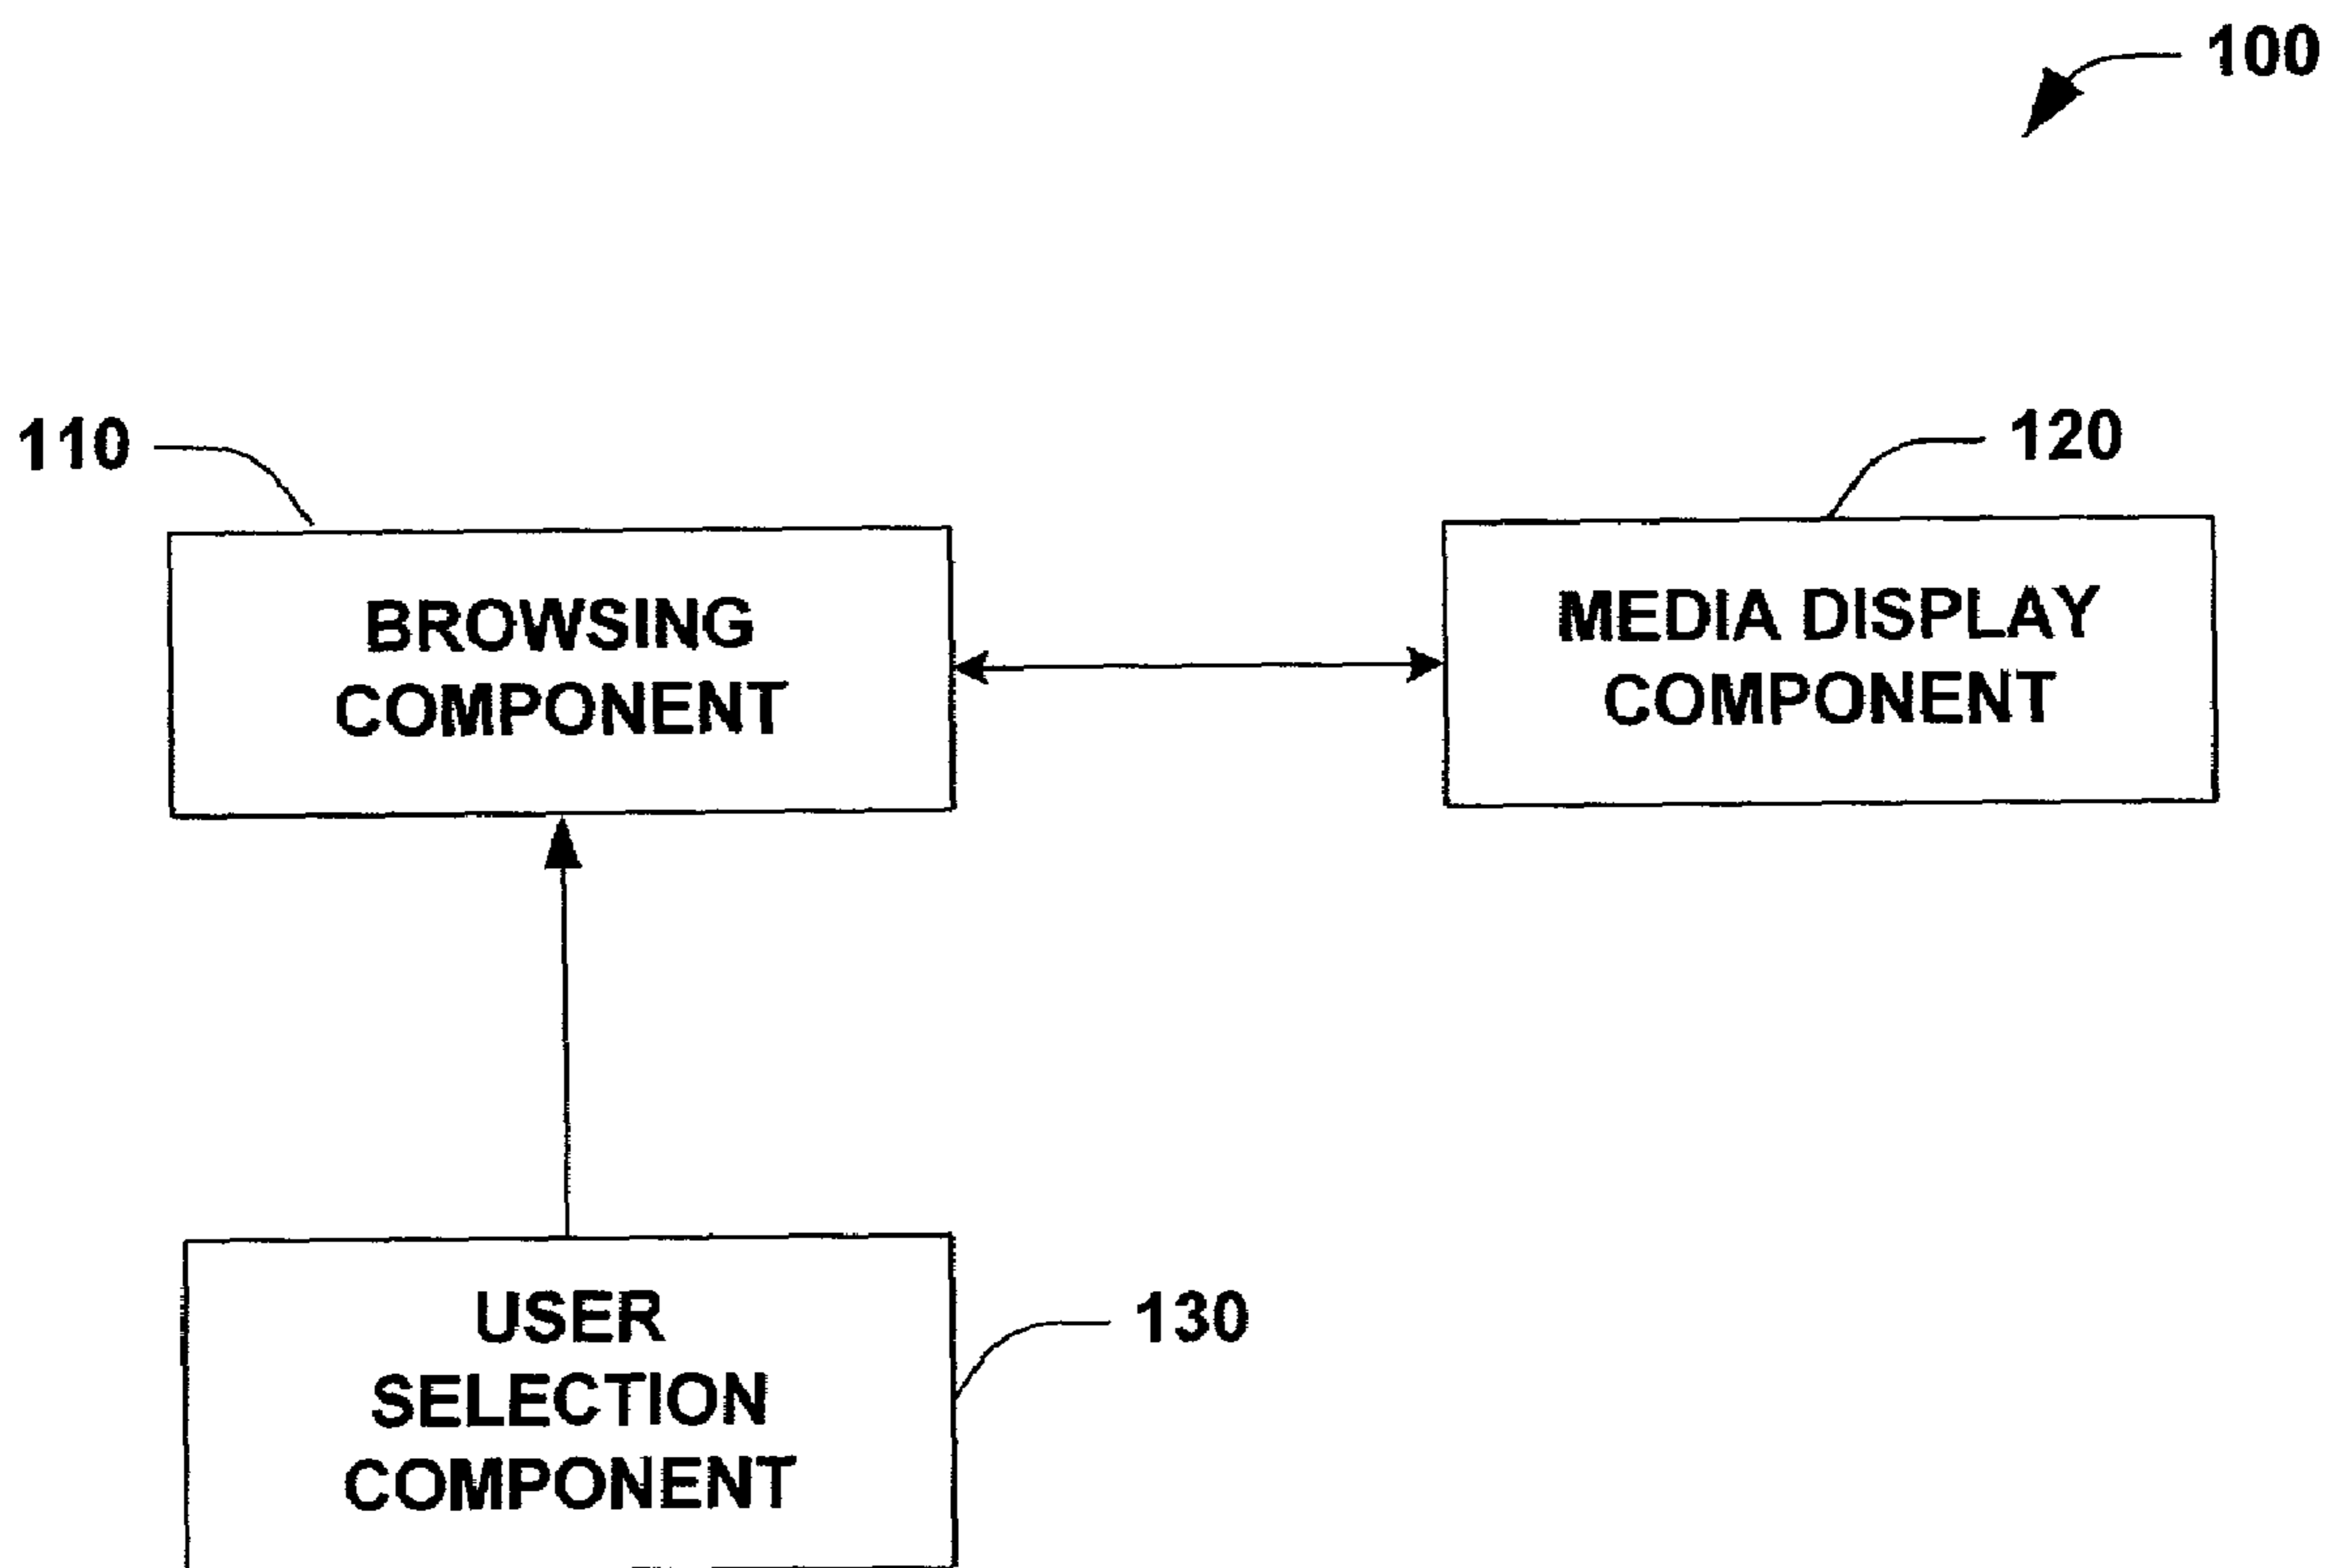 100
110
120
BROWSING
COMPONENT
MEDIA DISPLAY
COMPONENT
USER
SELECTION
COMPONENT
130